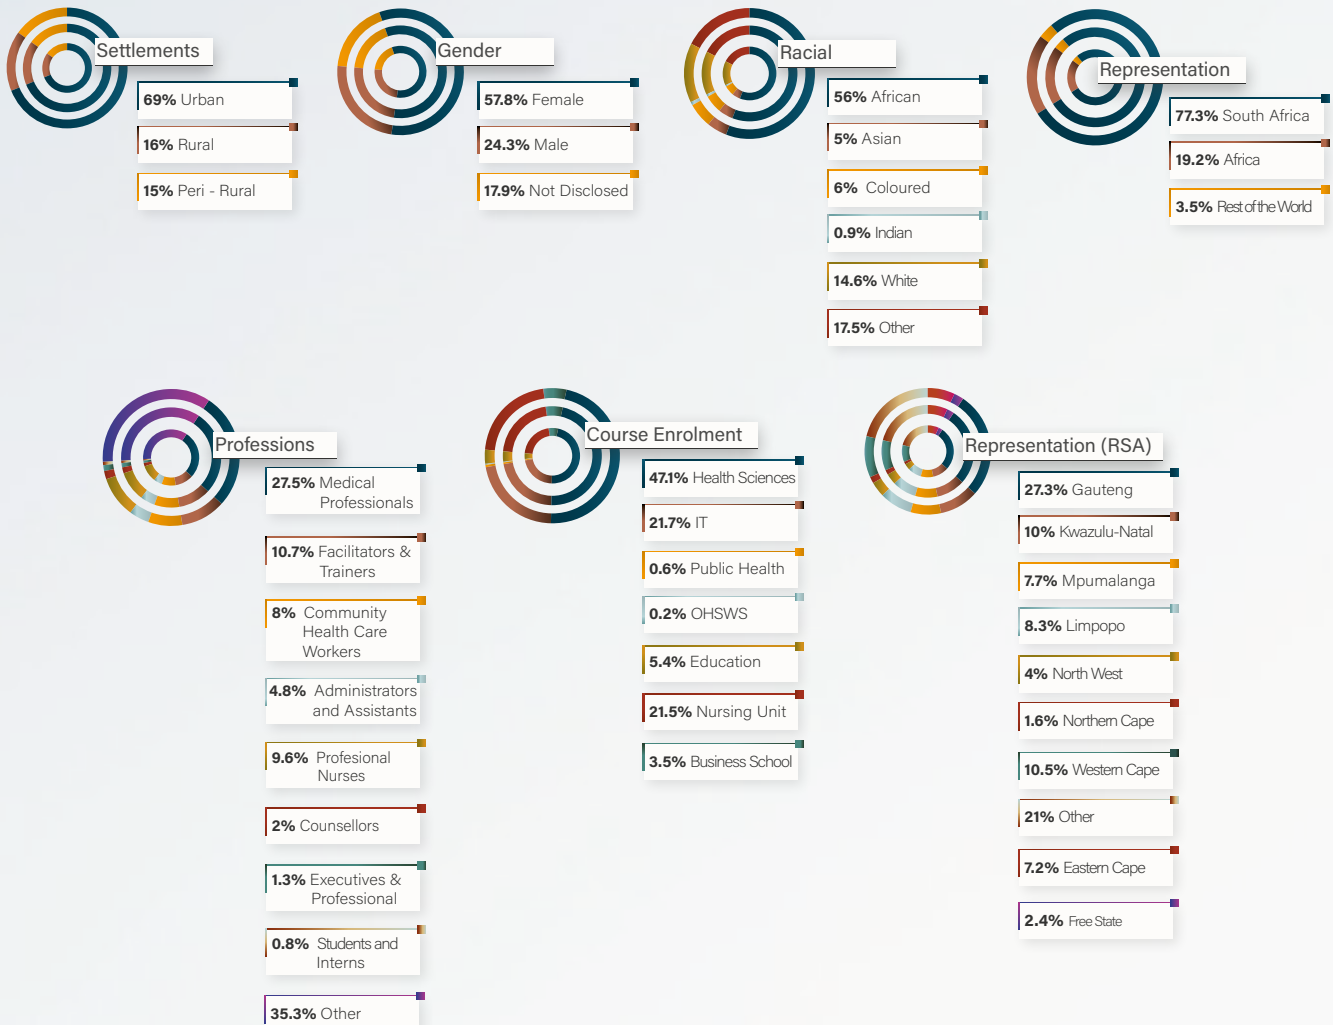 Settlements
69% Urban
16% Rural
15% Peri - Rural
Gender
57.8% Female
24.3% Male
17.9% Not Disclosed
Racial
56% African
5% Asian
6% Coloured
0.9% Indian
14.6% White
17.5% Other
Representation
77.3% South Africa
19.2% Africa
3.5% Rest of the World
Professions
27.5% Medical
Professionals
10.7% Facilitators &
Trainers
8% Community
Health Care
Workers
4.8% Administrators
and Assistants
9.6% Profesional
Nurses
2% Counsellors
1.3% Executives &
Professional
0.8% Students and
Interns
35.3% Other
Course Enrolment
47.1% Health Sciences
21.7% IT
0.6% Public Health
0.2% OHSWS
5.4% Education
21.5% Nursing Unit
3.5% Business School
Representation (RSA)
27.3% Gauteng
10% Kwazulu-Natal
7.7% Mpumalanga
8.3% Limpopo
4% North West
1.6% Northern Cape
10.5% Western Cape
21% Other
7.2% Eastern Cape
2.4% Free State